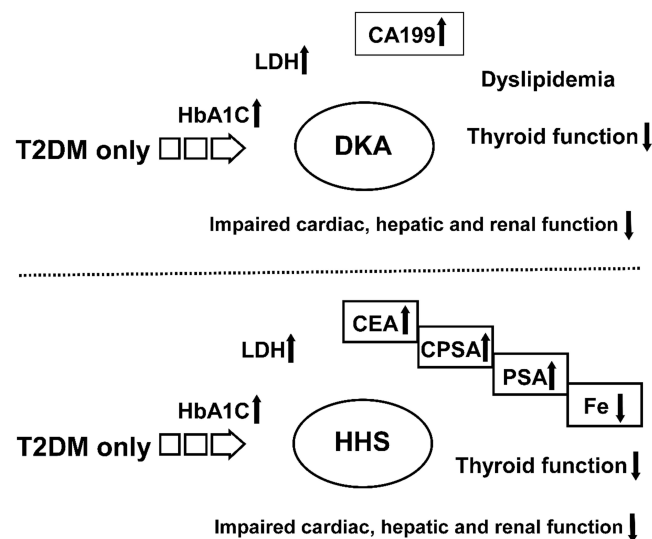 CA199↑
LDH↑
Dyslipidemia
HbA1C↑
Thyroid function↓
T2DM only
DKA
Impaired cardiac, hepatic and renal function↓
CEA↑
CPSA↑
LDH↑
PSA↑
Fe↓
HbA1C↑
HHS
T2DM only
Thyroid function↓
Impaired cardiac, hepatic and renal function↓